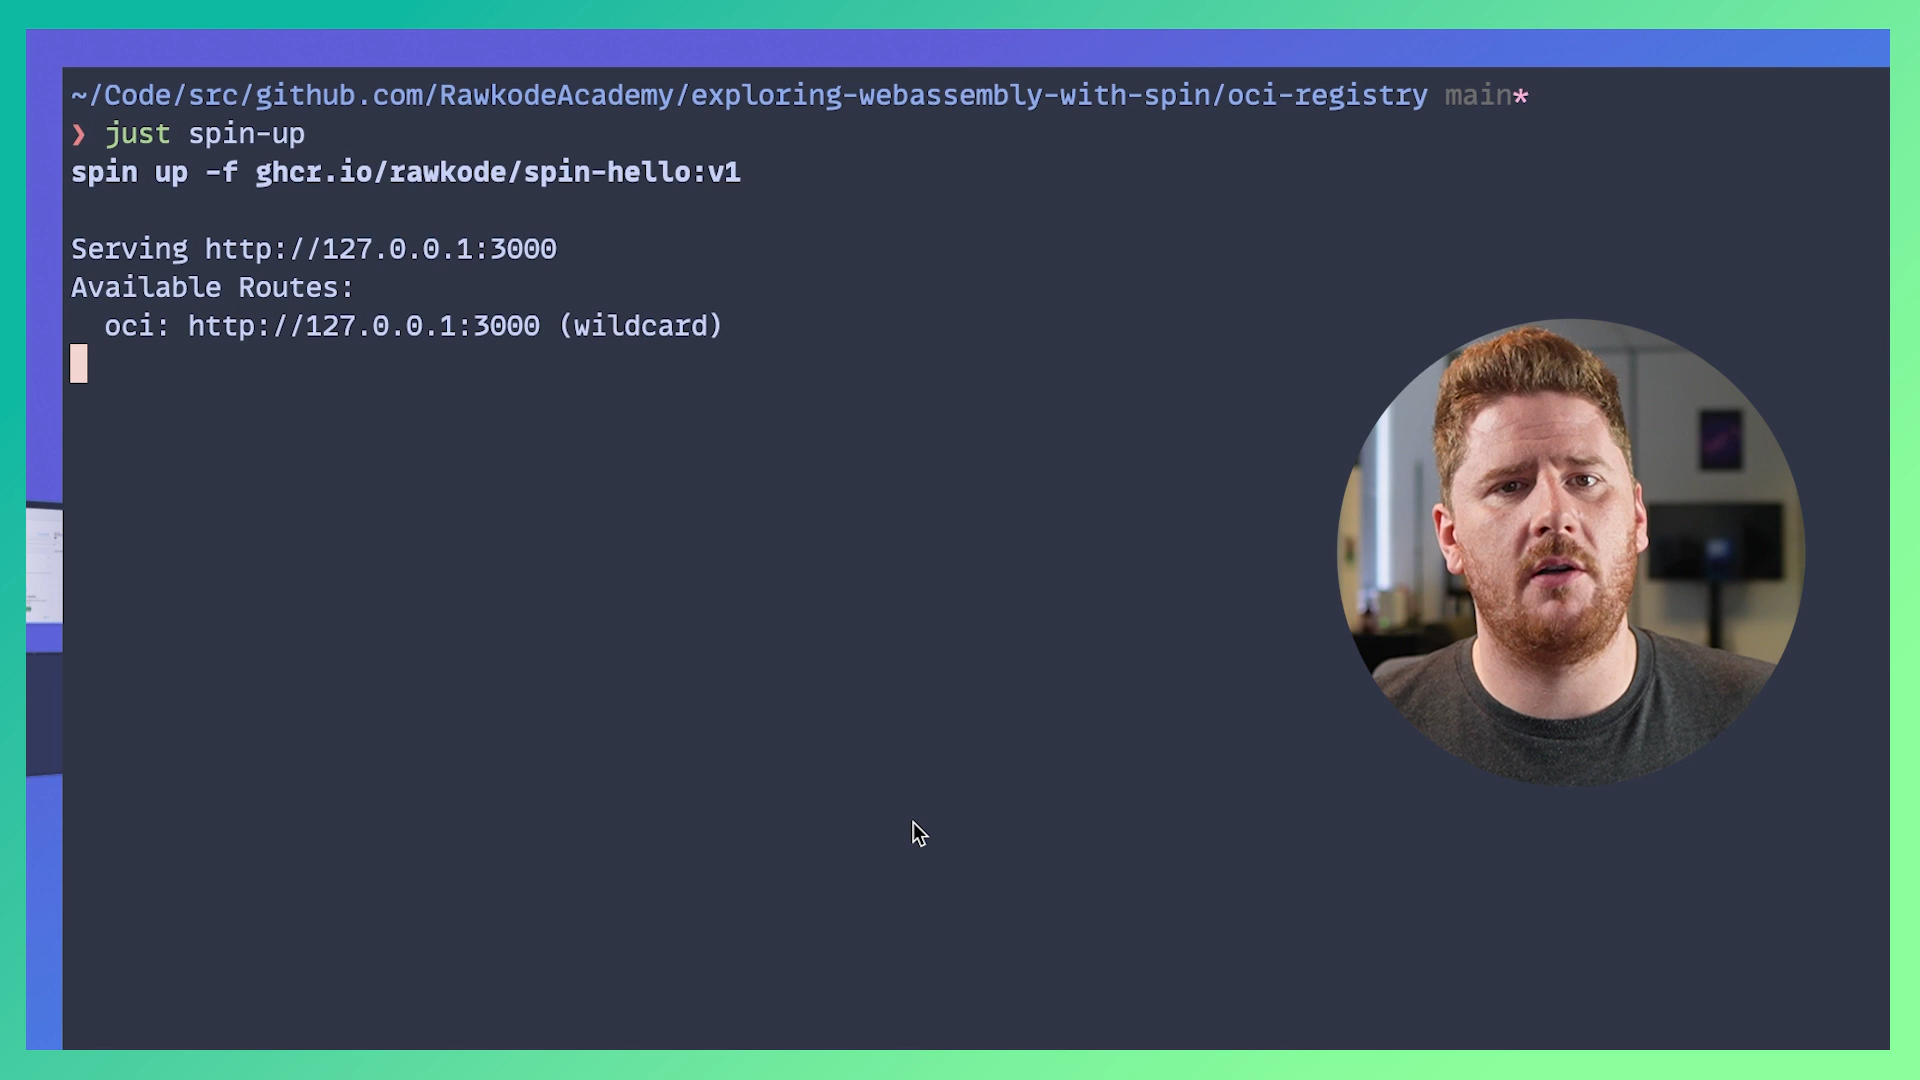 ~/Code/src/github.com/RawkodeAcademy/exploring-webassembly-with-spin/oci-registry main*
❯ just spin-up
spin up -f ghcr.io/rawkode/spin-hello:v1
Serving http://127.0.0.1:3000
Available Routes:
  oci: http://127.0.0.1:3000 (wildcard)